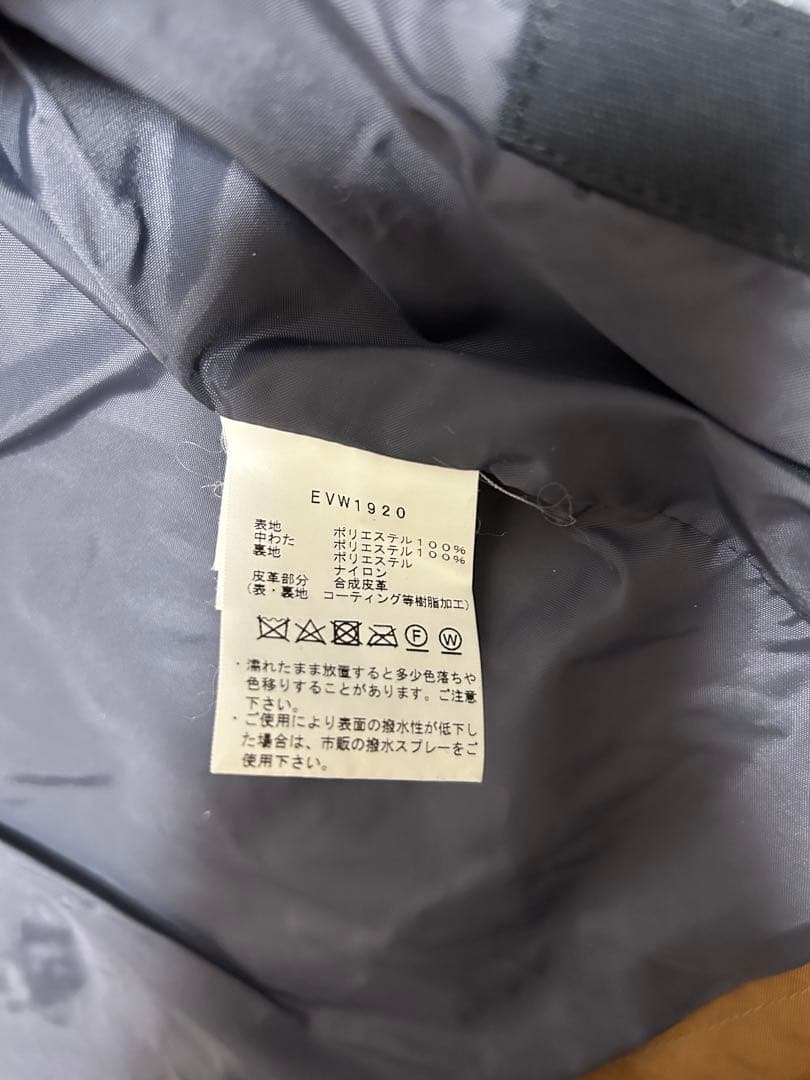 EVW1920
表地 ポリエステル100%
中わた ポリエステル100%
裏地 ポリエステル
ナイロン
皮革部分 合成皮革
(表・裏地 コーティング等樹脂加工)
F W
・濡れたまま放置すると多少色落ちや
色移りすることがあります。ご注意
下さい。
・ご使用により表面の撥水性が低下し
た場合は、市販の撥水スプレーをご
使用下さい。